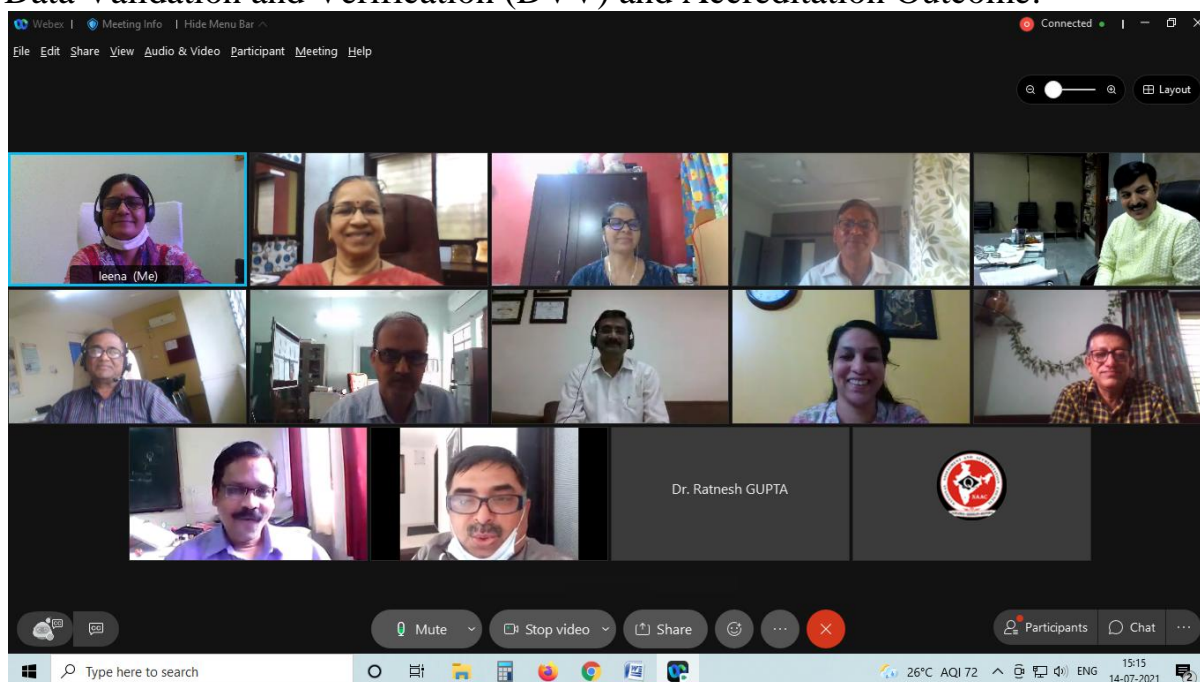 Data Validation and Verification (DVV) and Accreditation Outcome.
Webex | Meeting Info | Hide Menu Bar
Connected
File Edit Share View Audio & Video Participant Meeting Help
Layout
leena (Me)
Dr. Ratnesh GUPTA
NAAC
Mute Stop video Share
Participants Chat
Type here to search
26°C AQI 72 ENG
15:15
14-07-2021
2